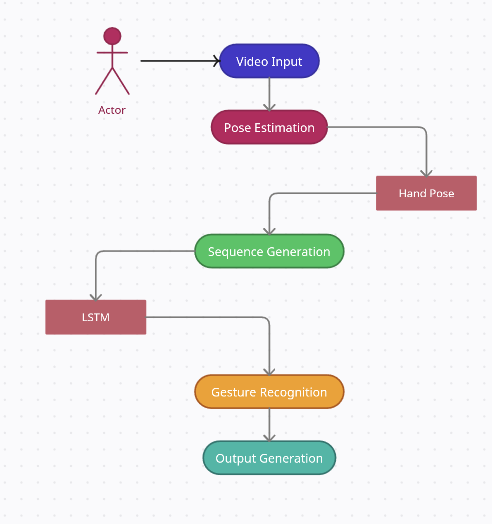 Video Input
Actor
Pose Estimation
Hand Pose
Sequence Generation
LSTM
Gesture Recognition
Output Generation